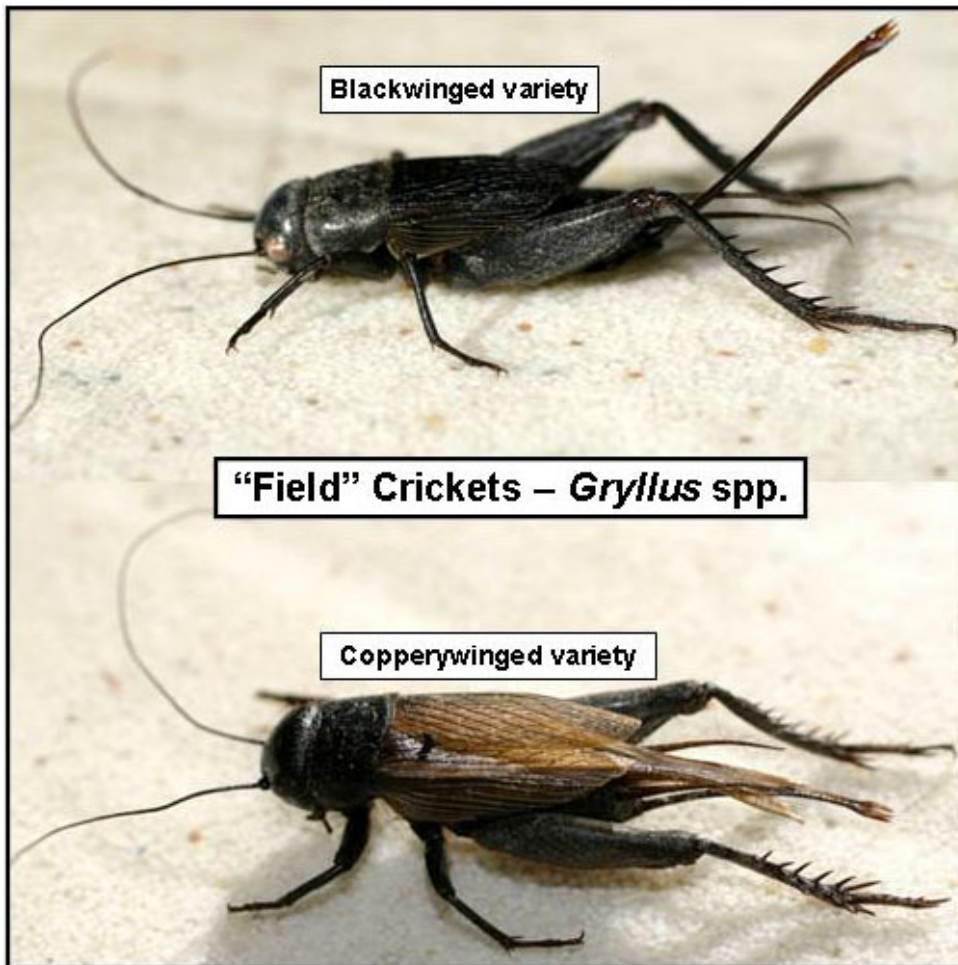 Blackwinged variety
“Field” Crickets – Gryllus spp.
Copperywinged variety